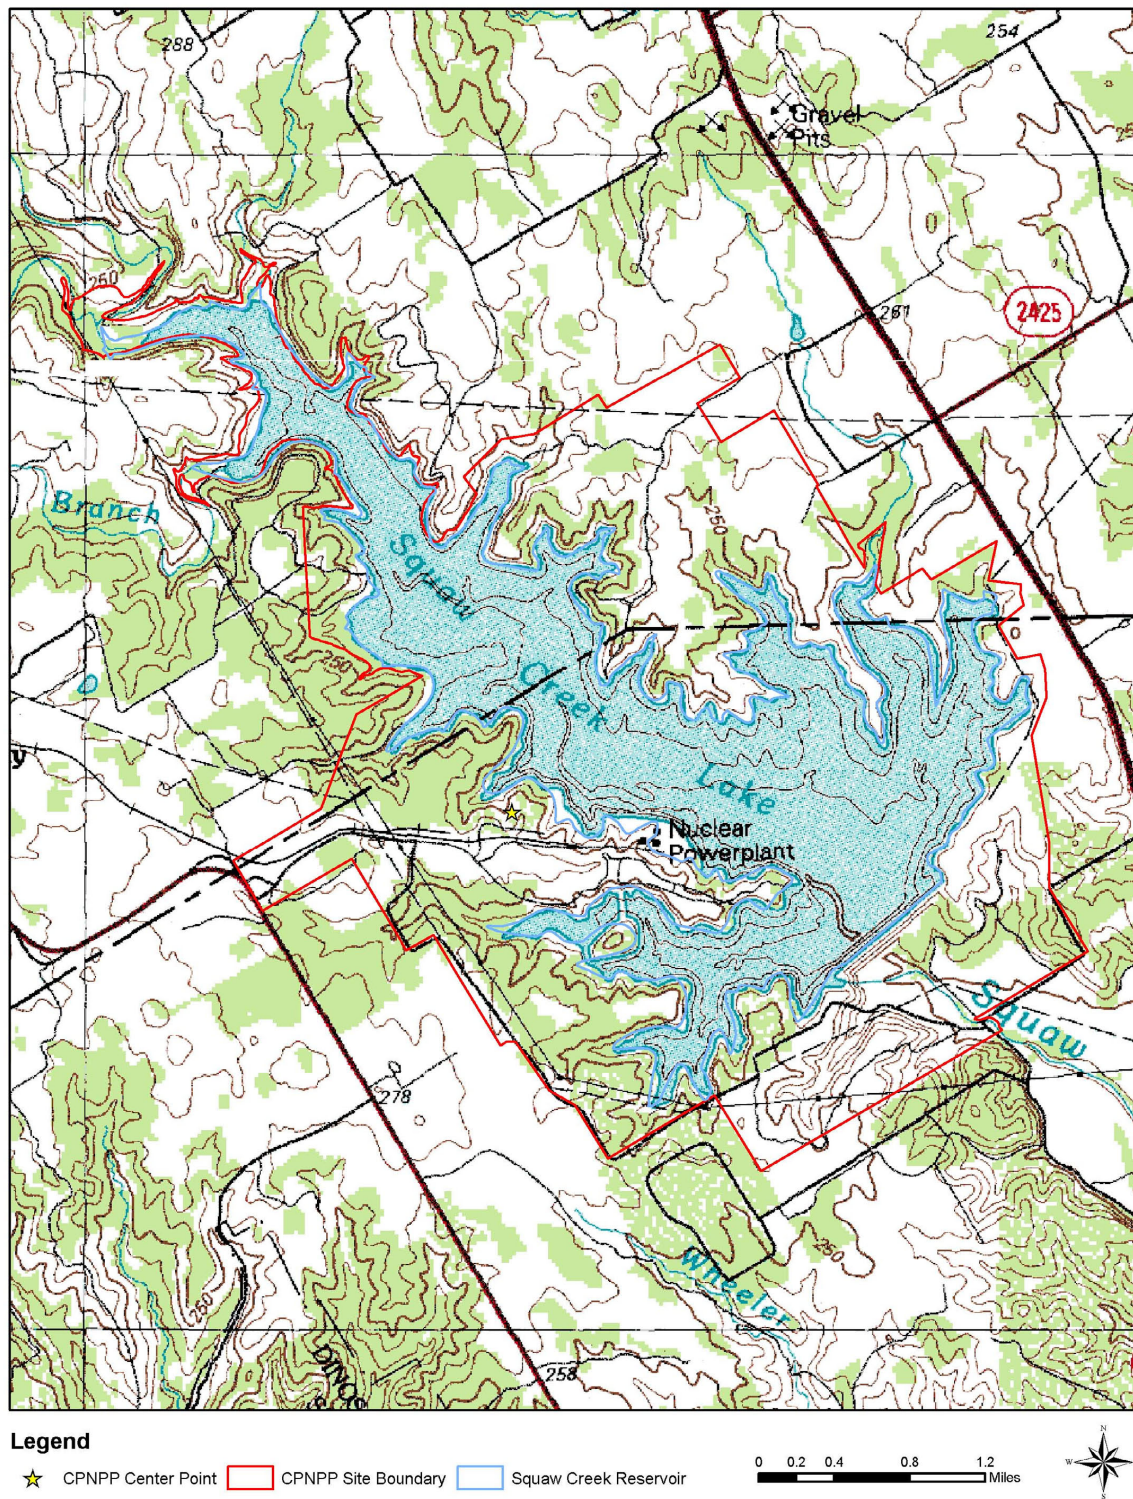 288
254
Gravel
Pits
250
261
2425
Branch
250
Squaw
250
Creek
Lake
Nuclear
Powerplant
Squaw
278
Wheeler
250
250
258
Legend
CPNPP Center Point
CPNPP Site Boundary
Squaw Creek Reservoir
0 0.2 0.4 0.8 1.2
Miles
N
W E
S